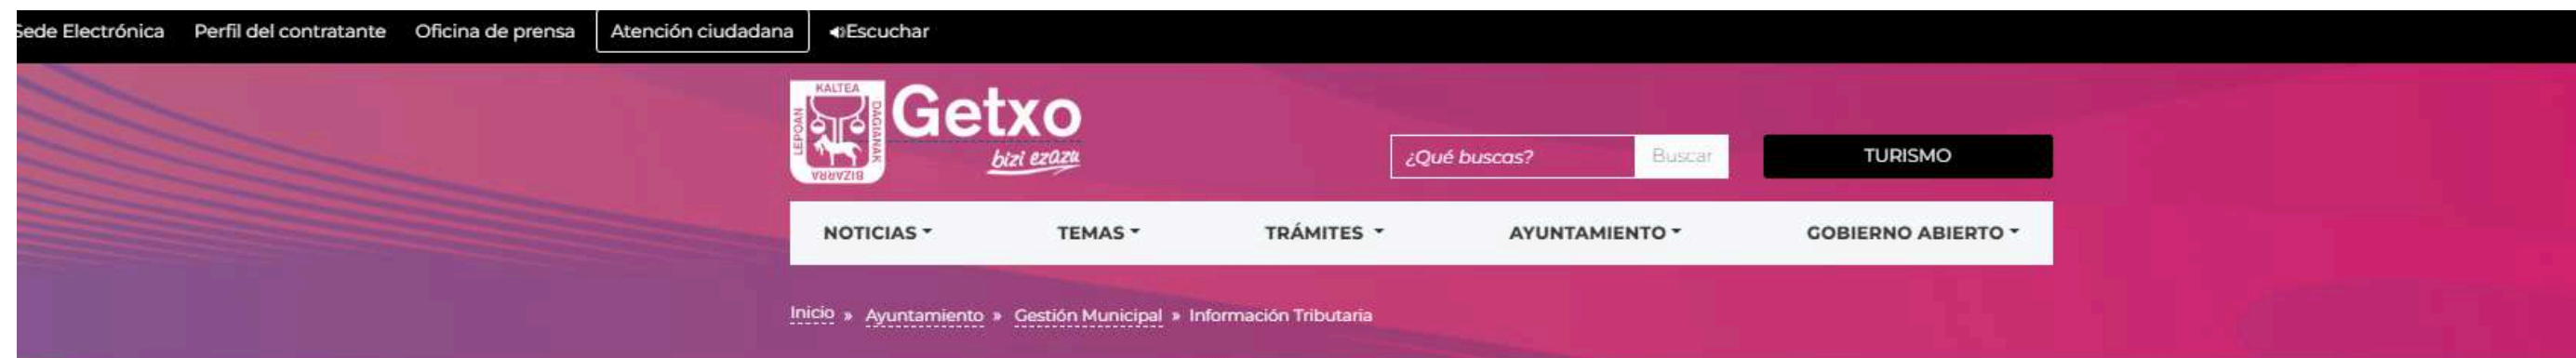 Sede Electrónica Perfil del contratante Oficina de prensa Atención ciudadana Escuchar
KALTEA
LEPOAN
DAGIANAK
BIZARRA
Getxo
bizi ezazu
¿Qué buscas? Buscar TURISMO
NOTICIAS TEMAS TRÁMITES AYUNTAMIENTO GOBIERNO ABIERTO
Inicio » Ayuntamiento » Gestión Municipal » Información Tributaria